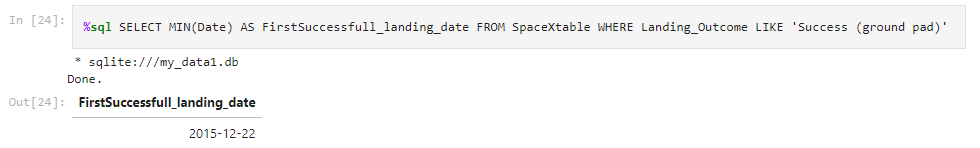 In [24]: %sql SELECT MIN(Date) AS FirstSuccessfull_landing_date FROM SpaceXtable WHERE Landing_Outcome LIKE 'Success (ground pad)'
* sqlite:///my_data1.db
Done.
Out[24]: FirstSuccessfull_landing_date
2015-12-22